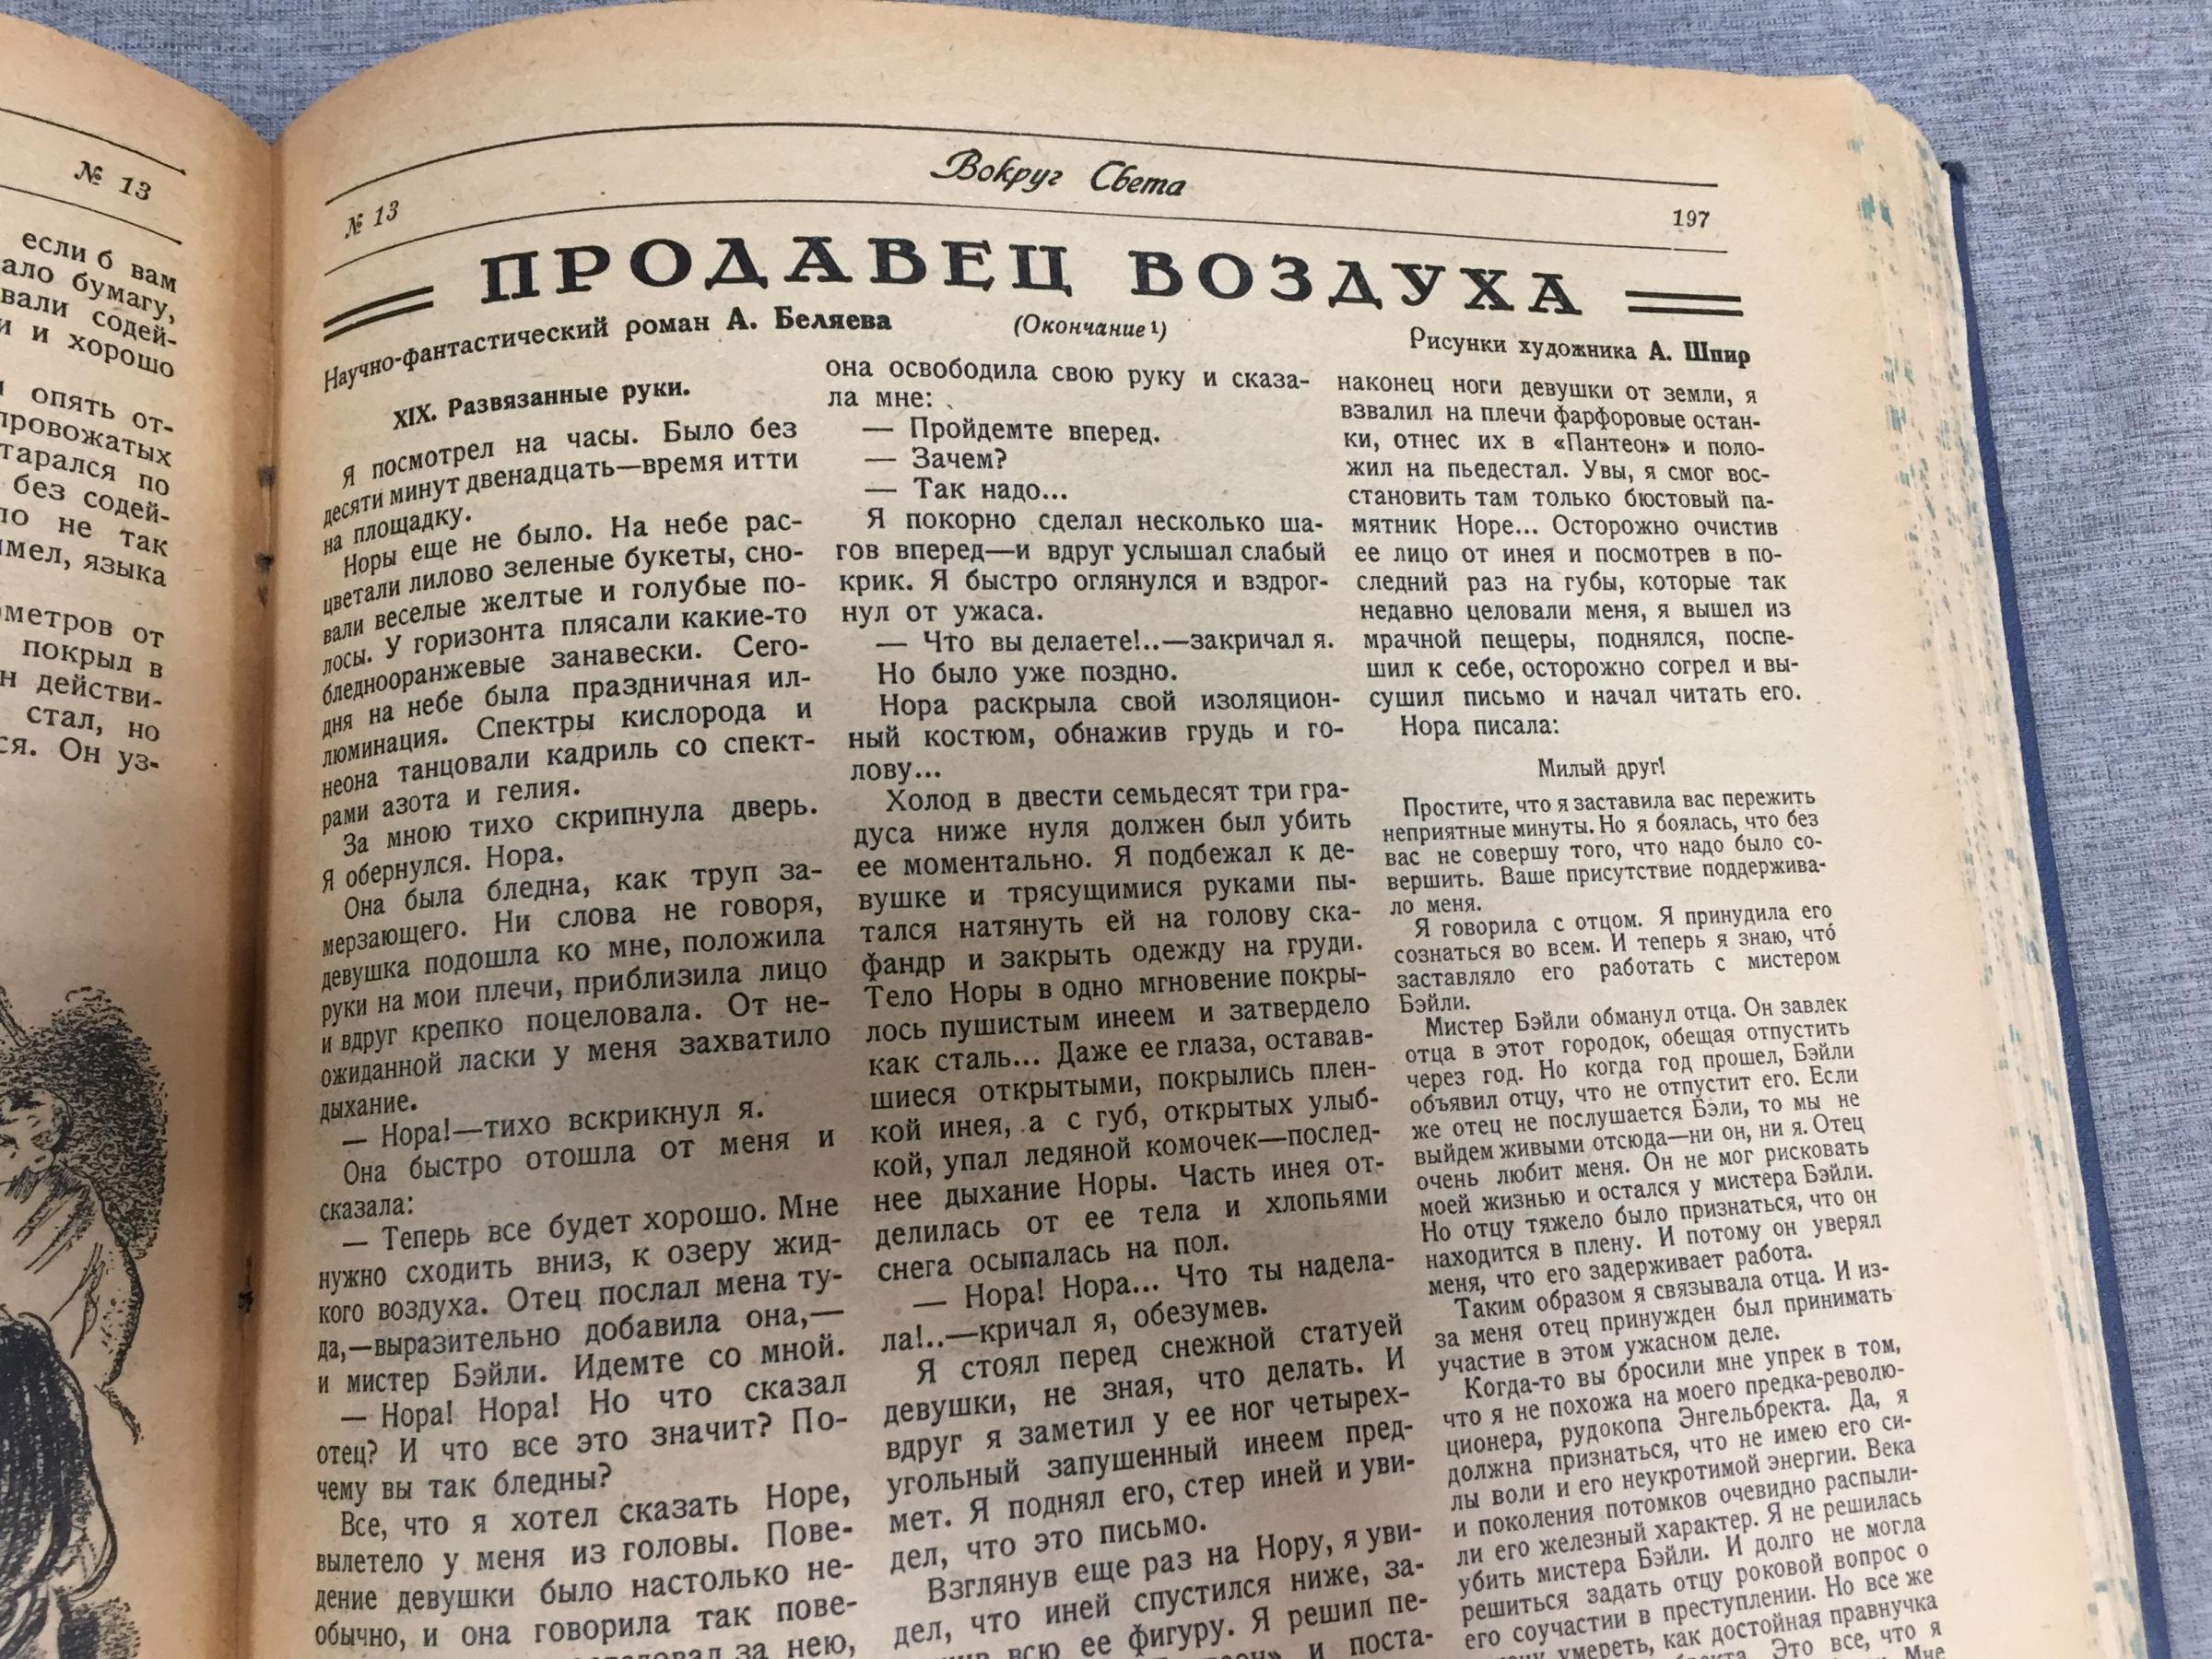 № 13
если б вам
ало бумагу,
вали содей-
и и хорошо
опять от-
провожатых
тарался по
без содей-
ло не так
имел, языка
ометров от
покрыл в
н действи-
стал, но
ся. Он уз-
№ 13
Вокруг Света
197
ПРОДАВЕЦ ВОЗДУХА
Научно-фантастический роман А. Беляева
(Окончание¹)
Рисунки художника А. Шпир
XIX. Развязанные руки.
Я посмотрел на часы. Было без
десяти минут двенадцать—время итти
на площадку.
Норы еще не было. На небе рас-
цветали лилово зеленые букеты, сно-
вали веселые желтые и голубые по-
лосы. У горизонта плясали какие-то
бледнооранжевые занавески. Сего-
дня на небе была праздничная ил-
люминация. Спектры кислорода и
неона танцовали кадриль со спект-
рами азота и гелия.
За мною тихо скрипнула дверь.
Я обернулся. Нора.
Она была бледна, как труп за-
мерзающего. Ни слова не говоря,
девушка подошла ко мне, положила
руки на мои плечи, приблизила лицо
и вдруг крепко поцеловала. От не-
ожиданной ласки у меня захватило
дыхание.
— Нора!—тихо вскрикнул я.
Она быстро отошла от меня и
сказала:
— Теперь все будет хорошо. Мне
нужно сходить вниз, к озеру жид-
кого воздуха. Отец послал мена ту-
да,—выразительно добавила она,—
и мистер Бэйли. Идемте со мной.
— Нора! Нора! Но что сказал
отец? И что все это значит? По-
чему вы так бледны?
Все, что я хотел сказать Норе,
вылетело у меня из головы. Пове-
дение девушки было настолько не-
обычно, и она говорила так пове-
за нею,
она освободила свою руку и сказа-
ла мне:
— Пройдемте вперед.
— Зачем?
— Так надо...
Я покорно сделал несколько ша-
гов вперед—и вдруг услышал слабый
крик. Я быстро оглянулся и вздрог-
нул от ужаса.
— Что вы делаете!..—закричал я.
Но было уже поздно.
Нора раскрыла свой изоляцион-
ный костюм, обнажив грудь и го-
лову...
Холод в двести семьдесят три гра-
дуса ниже нуля должен был убить
ее моментально. Я подбежал к де-
вушке и трясущимися руками пы-
тался натянуть ей на голову ска-
фандр и закрыть одежду на груди.
Тело Норы в одно мгновение покры-
лось пушистым инеем и затвердело
как сталь... Даже ее глаза, оставав-
шиеся открытыми, покрылись плен-
кой инея, а с губ, открытых улыб-
кой, упал ледяной комочек—послед-
нее дыхание Норы. Часть инея от-
делилась от ее тела и хлопьями
снега осыпалась на пол.
— Нора! Нора... Что ты надела-
ла!..—кричал я, обезумев.
Я стоял перед снежной статуей
девушки, не зная, что делать. И
вдруг я заметил у ее ног четырех-
угольный запушенный инеем пред-
мет. Я поднял его, стер иней и уви-
дел, что это письмо.
Взглянув еще раз на Нору, я уви-
дел, что иней спустился ниже, за-
всю ее фигуру. Я решил пе-
и поста-
наконец ноги девушки от земли, я
взвалил на плечи фарфоровые остан-
ки, отнес их в «Пантеон» и поло-
жил на пьедестал. Увы, я смог вос-
становить там только бюстовый па-
мятник Норе... Осторожно очистив
ее лицо от инея и посмотрев в по-
следний раз на губы, которые так
недавно целовали меня, я вышел из
мрачной пещеры, поднялся, поспе-
шил к себе, осторожно согрел и вы-
сушил письмо и начал читать его.
Нора писала:
Милый друг!
Простите, что я заставила вас пережить
неприятные минуты. Но я боялась, что без
вас не совершу того, что надо было со-
вершить. Ваше присутствие поддержива-
ло меня.
Я говорила с отцом. Я принудила его
сознаться во всем. И теперь я знаю, что́
заставляло его работать с мистером
Бэйли.
Мистер Бэйли обманул отца. Он завлек
отца в этот городок, обещая отпустить
через год. Но когда год прошел, Бэйли
объявил отцу, что не отпустит его. Если
же отец не послушается Бэли, то мы не
выйдем живыми отсюда—ни он, ни я. Отец
очень любит меня. Он не мог рисковать
моей жизнью и остался у мистера Бэйли.
Но отцу тяжело было признаться, что он
находится в плену. И потому он уверял
меня, что его задерживает работа.
Таким образом я связывала отца. И из-
за меня отец принужден был принимать
участие в этом ужасном деле.
Когда-то вы бросили мне упрек в том,
что я не похожа на моего предка-револю-
ционера, рудокопа Энгельбректа. Да, я
должна признаться, что не имею его си-
лы воли и его неукротимой энергии. Века
и поколения потомков очевидно распыли-
ли его железный характер. Я не решилась
убить мистера Бэйли. И долго не могла
решиться задать отцу роковой вопрос о
его соучастии в преступлении. Но все же
умереть, как достойная правнучка
Это все, что я
Мне